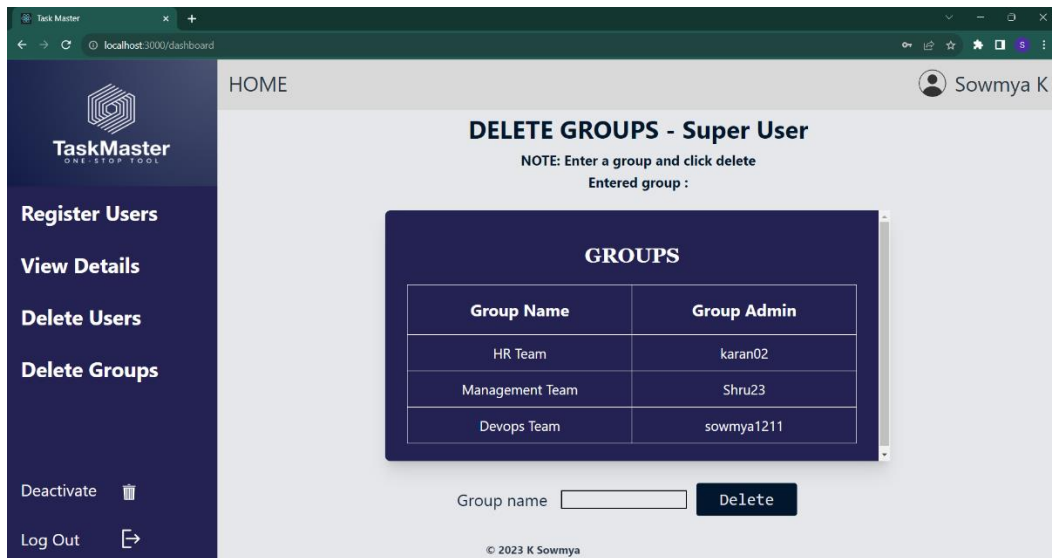 Task Master
localhost:3000/dashboard
S
TaskMaster
ONE-STOP TOOL
HOME
Sowmya K
Register Users
View Details
Delete Users
Delete Groups
Deactivate
Log Out
DELETE GROUPS - Super User
NOTE: Enter a group and click delete
Entered group :
GROUPS
Group Name Group Admin
HR Team karan02
Management Team Shru23
Devops Team sowmya1211
Group name Delete
© 2023 K Sowmya